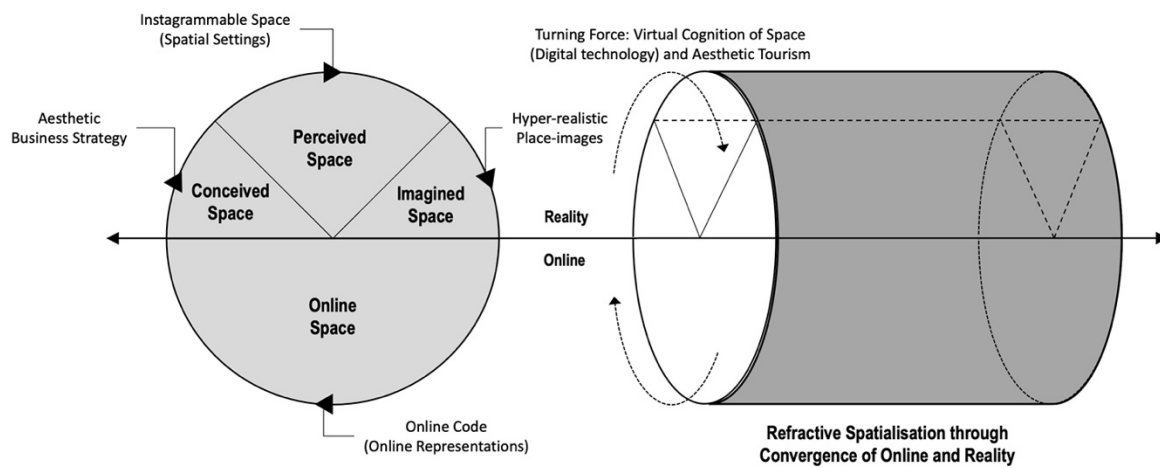 Instagrammable Space
(Spatial Settings)
Aesthetic
Business Strategy
Perceived
Space
Conceived
Space
Imagined
Space
Hyper-realistic
Place-images
Online
Space
Online Code
(Online Representations)
Reality
Online
Turning Force: Virtual Cognition of Space
(Digital technology) and Aesthetic Tourism
Refractive Spatialisation through
Convergence of Online and Reality